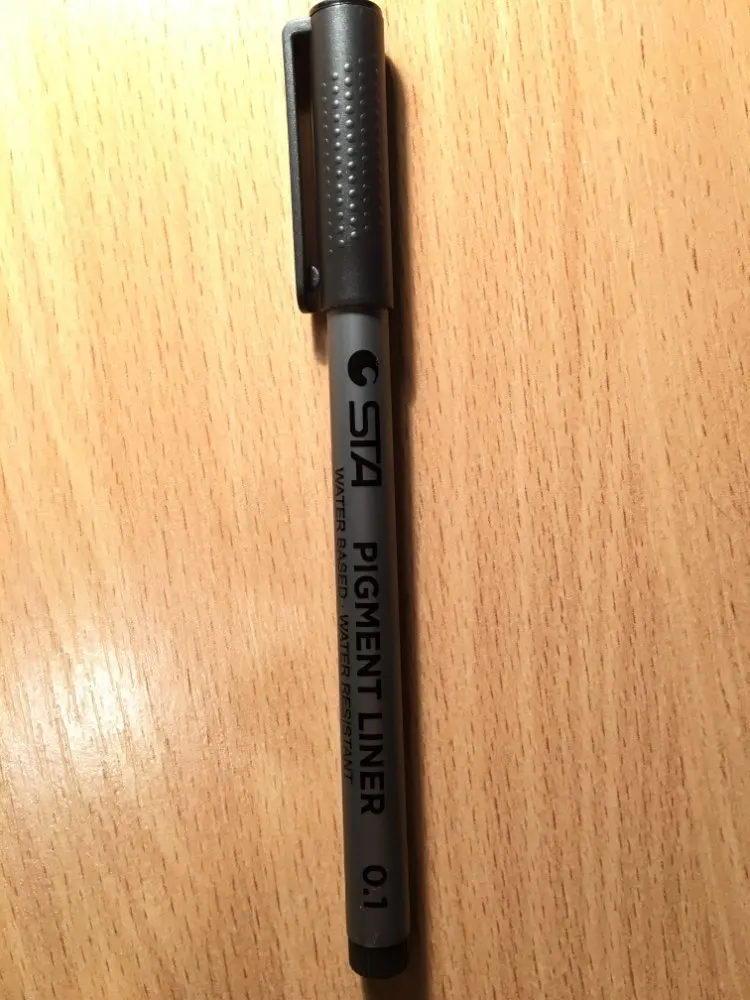 STA PIGMENT LINER 0.1
WATER BASED · WATER RESISTANT